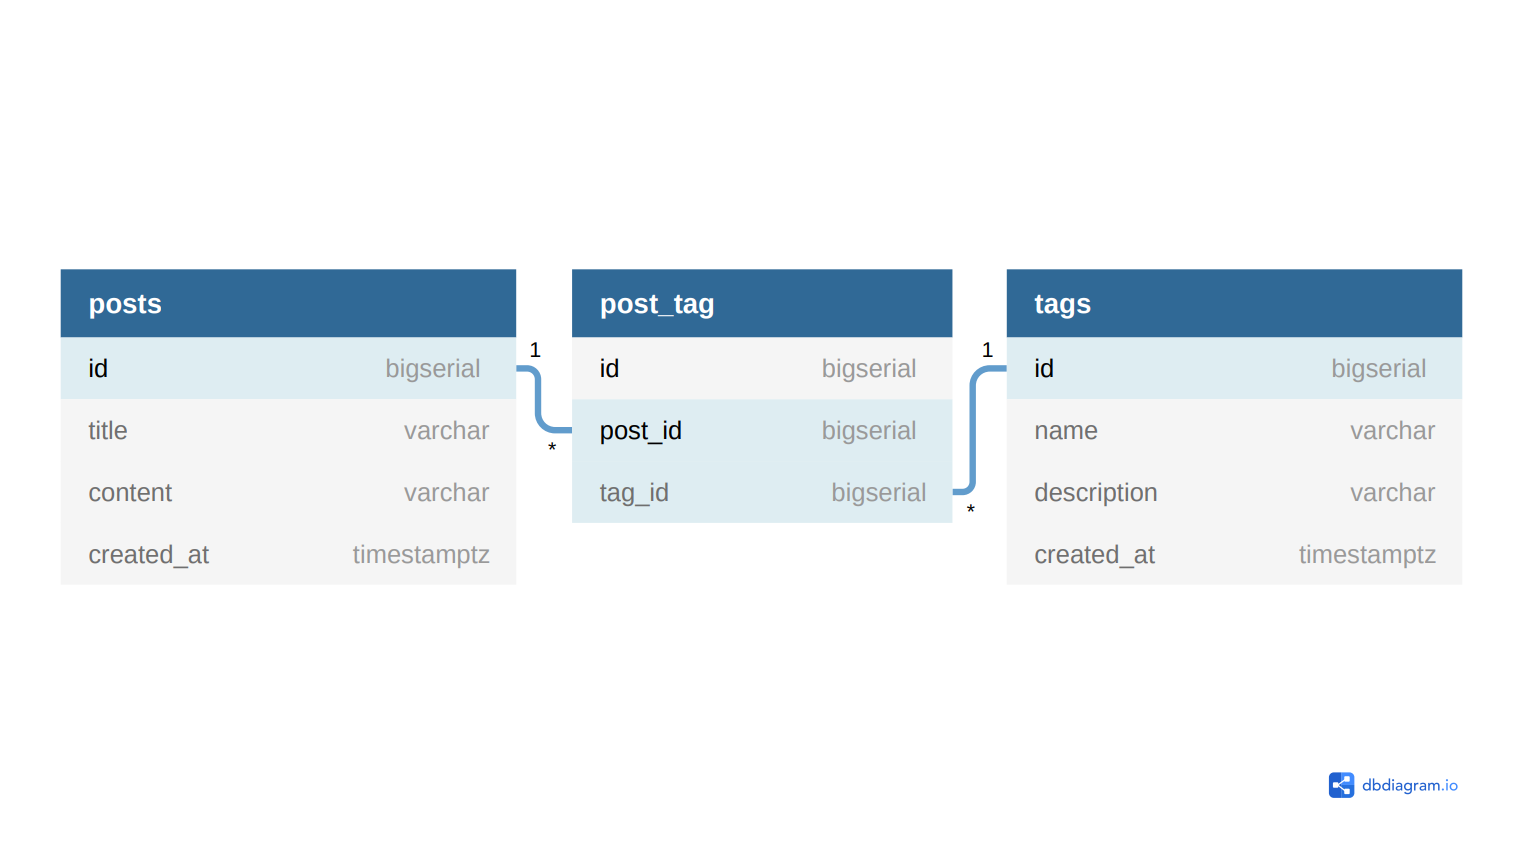 posts
id bigserial
title varchar
content varchar
created_at timestamptz
1
*
post_tag
id bigserial
post_id bigserial
tag_id bigserial
1
*
tags
id bigserial
name varchar
description varchar
created_at timestamptz
dbdiagram.io